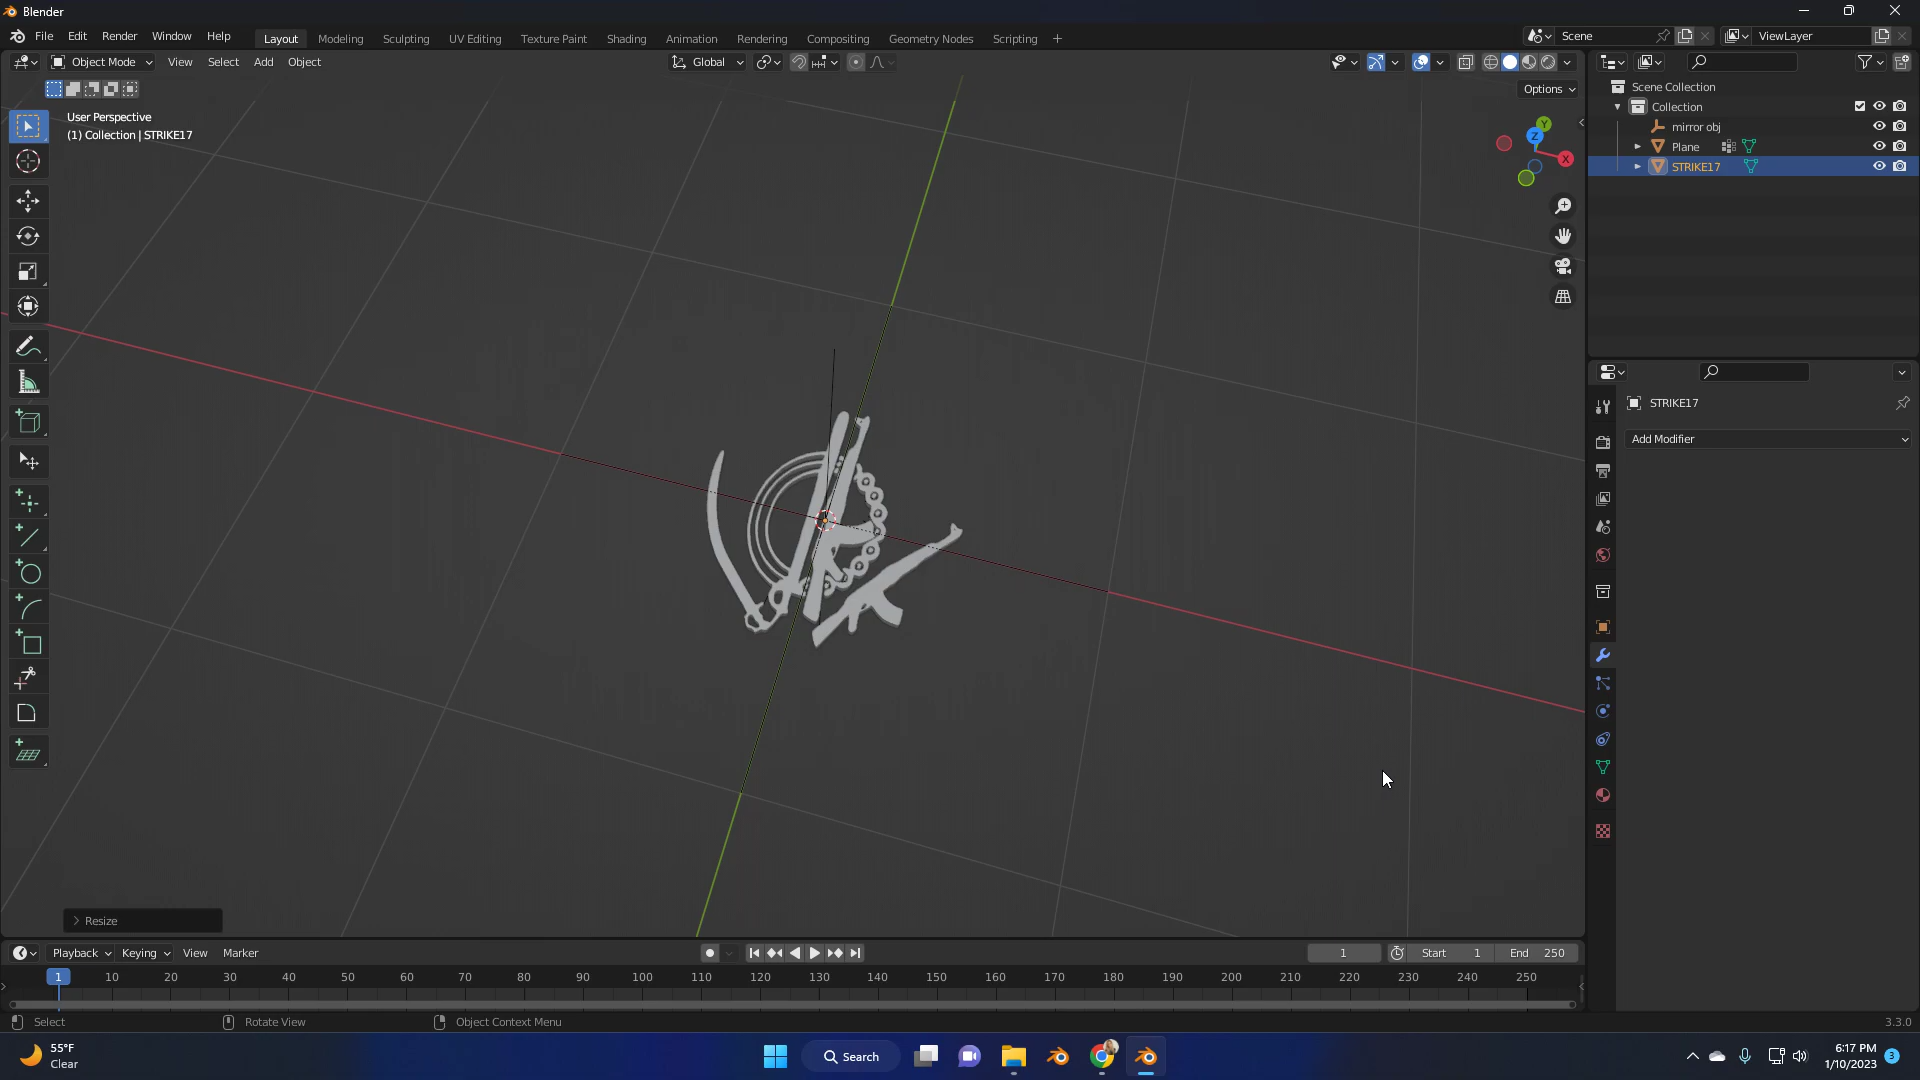 Blender
File Edit Render Window Help Layout Modeling Sculpting UV Editing Texture Paint Shading Animation Rendering Compositing Geometry Nodes Scripting + Scene ViewLayer
Object Mode View Select Add Object Global
Options
User Perspective
(1) Collection | STRIKE17
Y
Z
X
Scene Collection
Collection
mirror obj
Plane
STRIKE17
STRIKE17
Add Modifier
Resize
Playback Keying View Marker 1 Start 1 End 250
1 10 20 30 40 50 60 70 80 90 100 110 120 130 140 150 160 170 180 190 200 210 220 230 240 250
Select Rotate View Object Context Menu 3.3.0
55°F
Clear
Search
6:17 PM
1/10/2023
3